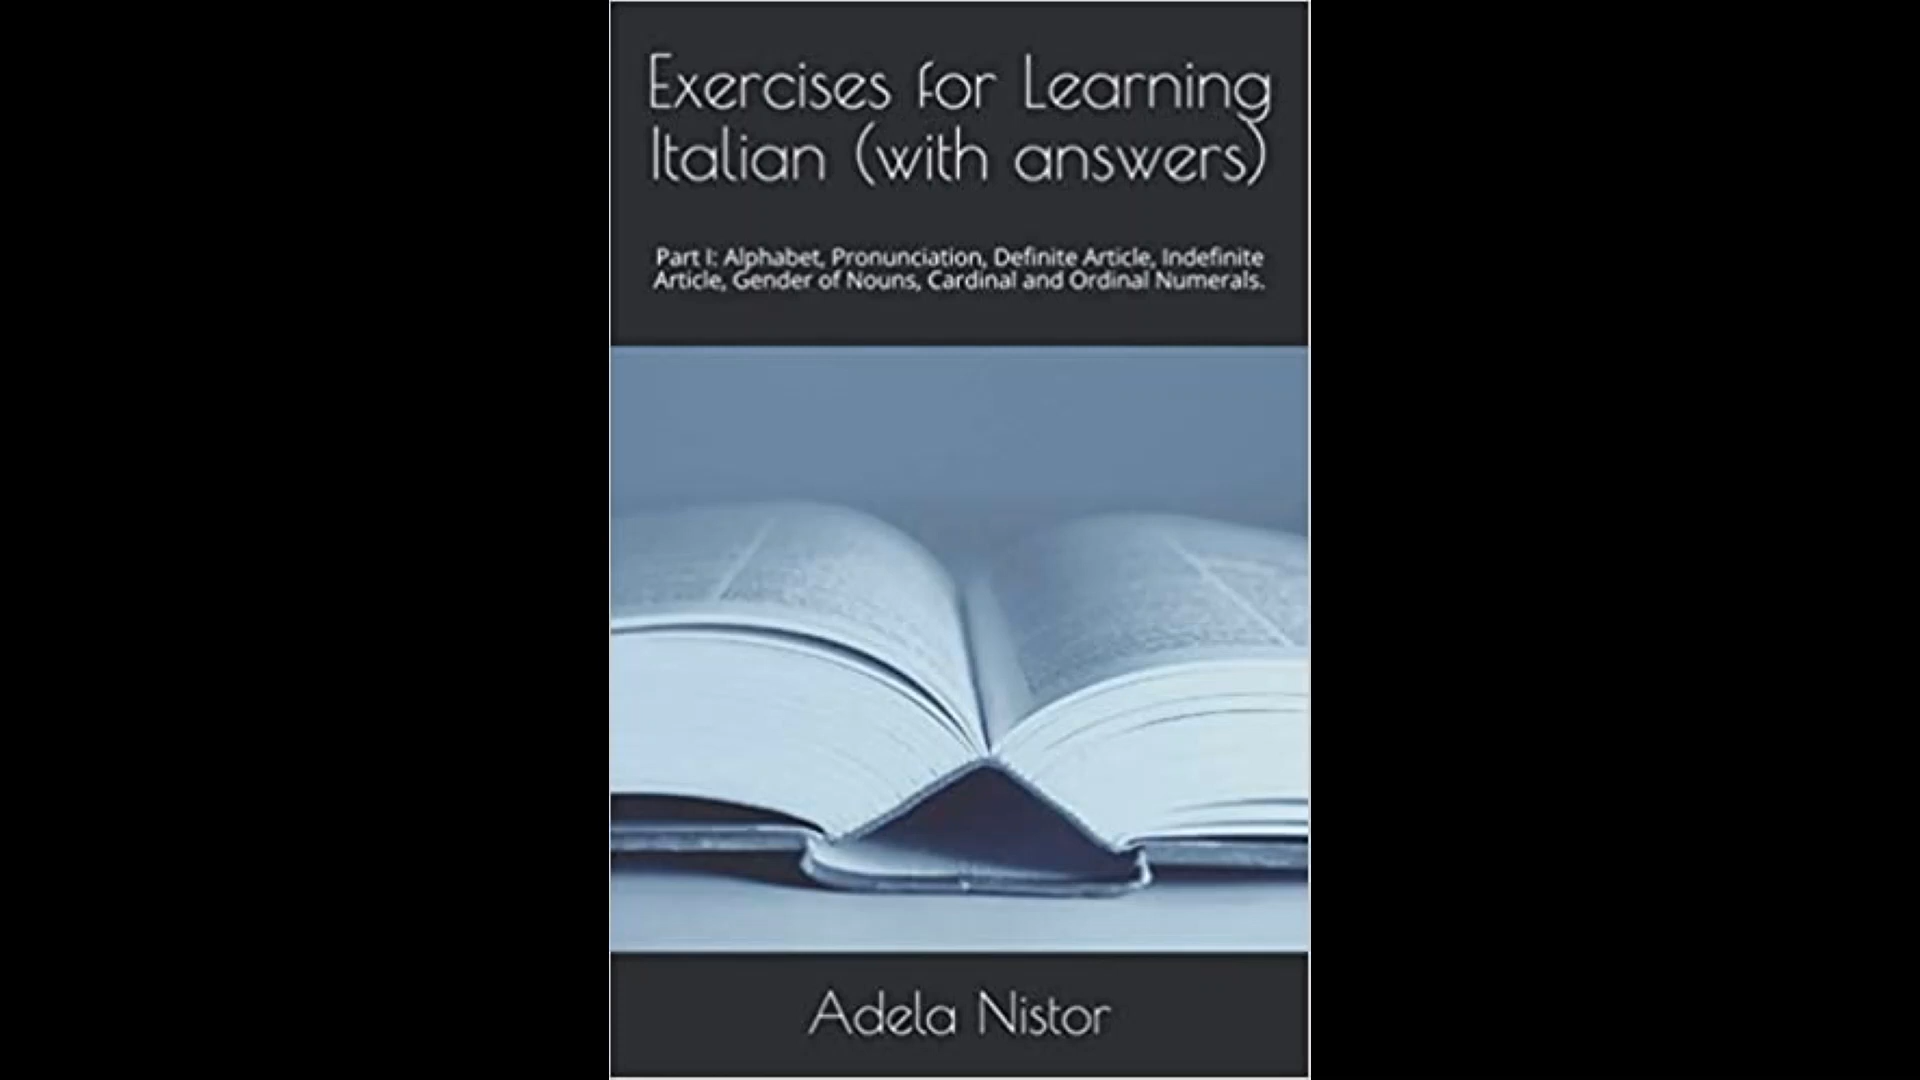 Exercises for Learning
Italian (with answers)
Part I: Alphabet, Pronunciation, Definite Article, Indefinite
Article, Gender of Nouns, Cardinal and Ordinal Numerals.
Adela Nistor